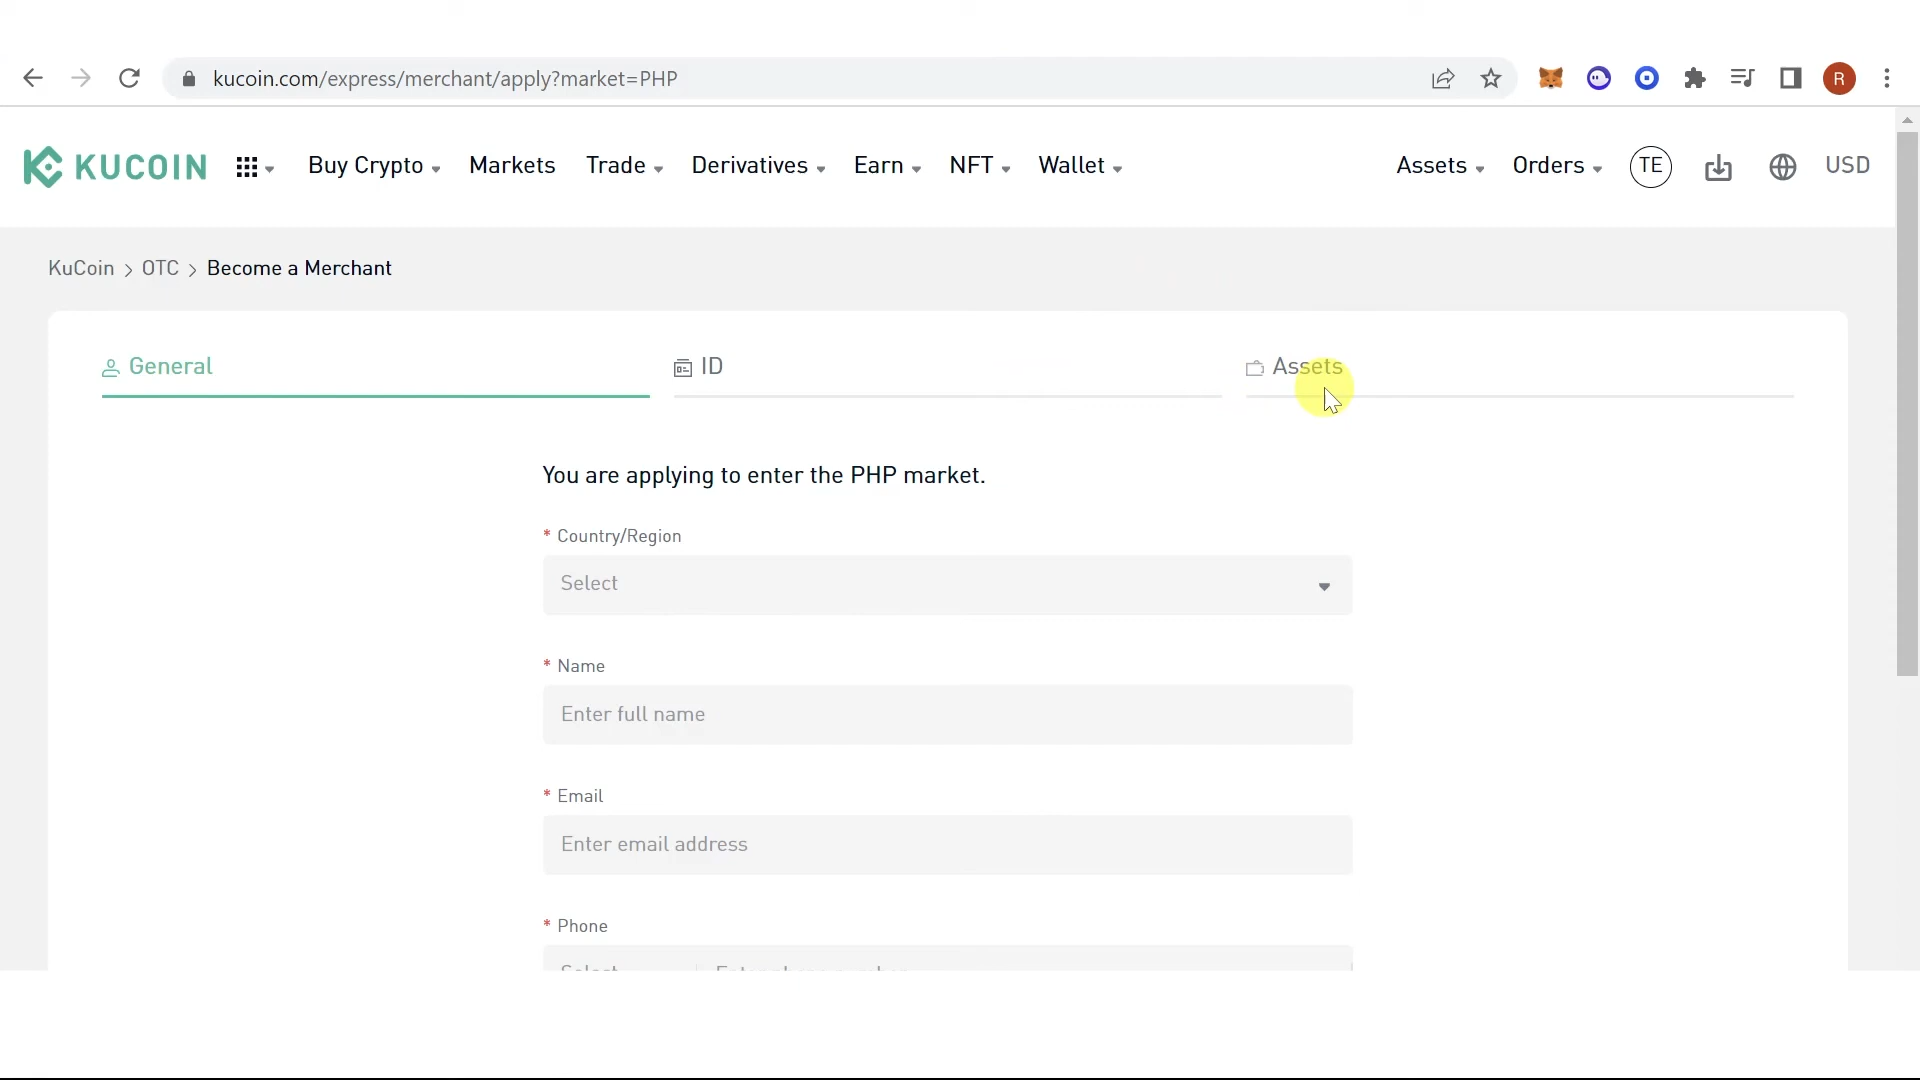 kucoin.com/express/merchant/apply?market=PHP
R
KUCOIN Buy Crypto Markets Trade Derivatives Earn NFT Wallet Assets Orders TE USD
KuCoin > OTC > Become a Merchant
General ID Assets
You are applying to enter the PHP market.
* Country/Region
Select
* Name
Enter full name
* Email
Enter email address
* Phone